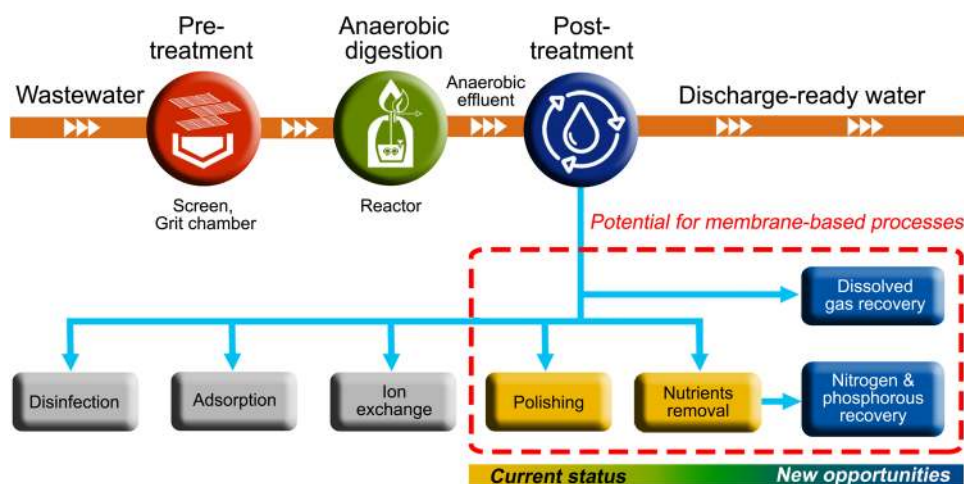 Pre-
treatment
Anaerobic
digestion
Post-
treatment
Wastewater
Anaerobic
effluent
Discharge-ready water
Screen,
Grit chamber
Reactor
Potential for membrane-based processes
Dissolved
gas recovery
Disinfection
Adsorption
Ion
exchange
Polishing
Nutrients
removal
Nitrogen &
phosphorous
recovery
Current status
New opportunities